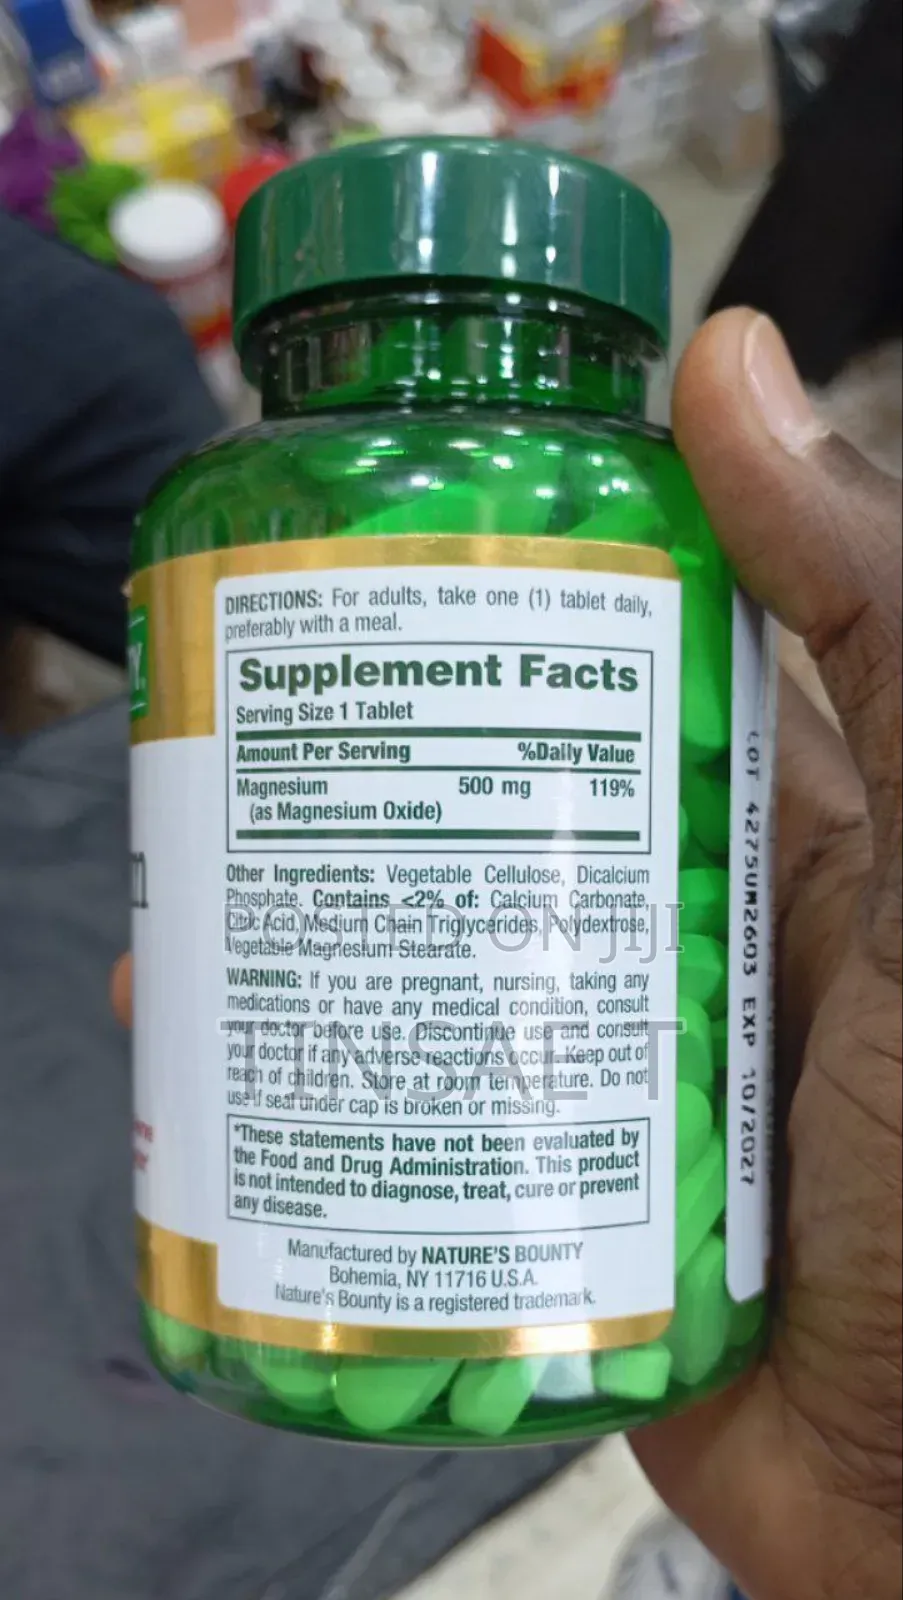 DIRECTIONS: For adults, take one (1) tablet daily,
preferably with a meal.
Supplement Facts
Serving Size 1 Tablet
Amount Per Serving %Daily Value
Magnesium 500 mg 119%
(as Magnesium Oxide)
Other Ingredients: Vegetable Cellulose, Dicalcium
Phosphate. Contains <2% of: Calcium Carbonate,
Citric Acid, Medium Chain Triglycerides, Polydextrose,
Vegetable Magnesium Stearate.
WARNING: If you are pregnant, nursing, taking any
medications or have any medical condition, consult
your doctor before use. Discontinue use and consult
your doctor if any adverse reactions occur. Keep out of
reach of children. Store at room temperature. Do not
use if seal under cap is broken or missing.
*These statements have not been evaluated by
the Food and Drug Administration. This product
is not intended to diagnose, treat, cure or prevent
any disease.
Manufactured by NATURE'S BOUNTY
Bohemia, NY 11716 U.S.A.
Nature's Bounty is a registered trademark.
LOT 4275UM2603 EXP 10/2027
POSTED ON JIJI
TINSAE T